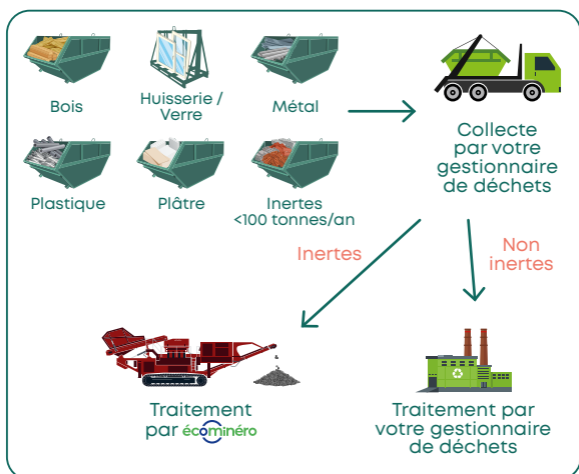 Bois
Huisserie /
Verre
Métal
Plastique
Plâtre
Inertes
<100 tonnes/an
Collecte
par votre
gestionnaire
de déchets
Inertes
Non
inertes
Traitement
par écominéro
Traitement par
votre gestionnaire
de déchets